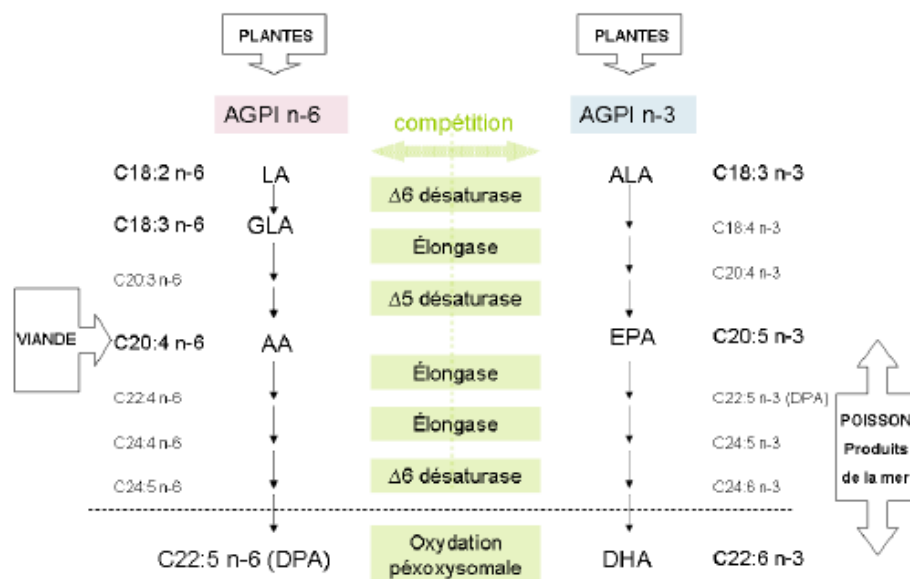 PLANTES PLANTES
AGPI n-6 AGPI n-3
compétition
C18:2 n-6 LA ALA C18:3 n-3
Δ6 désaturase
C18:3 n-6 GLA C18:4 n-3
Élongase
C20:3 n-6 C20:4 n-3
Δ5 désaturase
VIANDE
C20:4 n-6 AA EPA C20:5 n-3
Élongase
C22:4 n-6 C22:5 n-3 (DPA)
Élongase
POISSON
C24:4 n-6 C24:5 n-3
Produits
Δ6 désaturase
de la mer
C24:5 n-6 C24:6 n-3
C22:5 n-6 (DPA) DHA C22:6 n-3
Oxydation
péxoxysomale